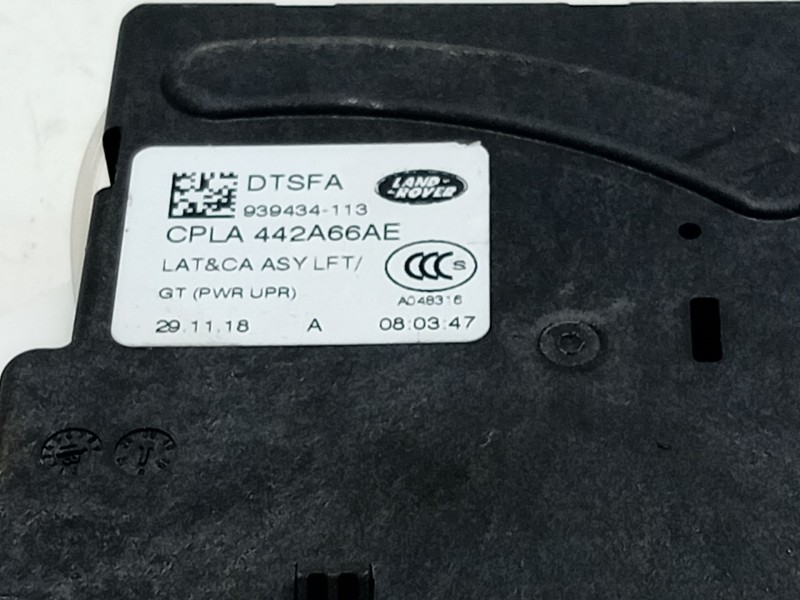 DTSFA
LAND-
-ROVER
939434-113
CPLA 442A66AE
LAT&CA ASY LFT/
CCC S
GT (PWR UPR)
A048316
29.11.18 A 08:03:47